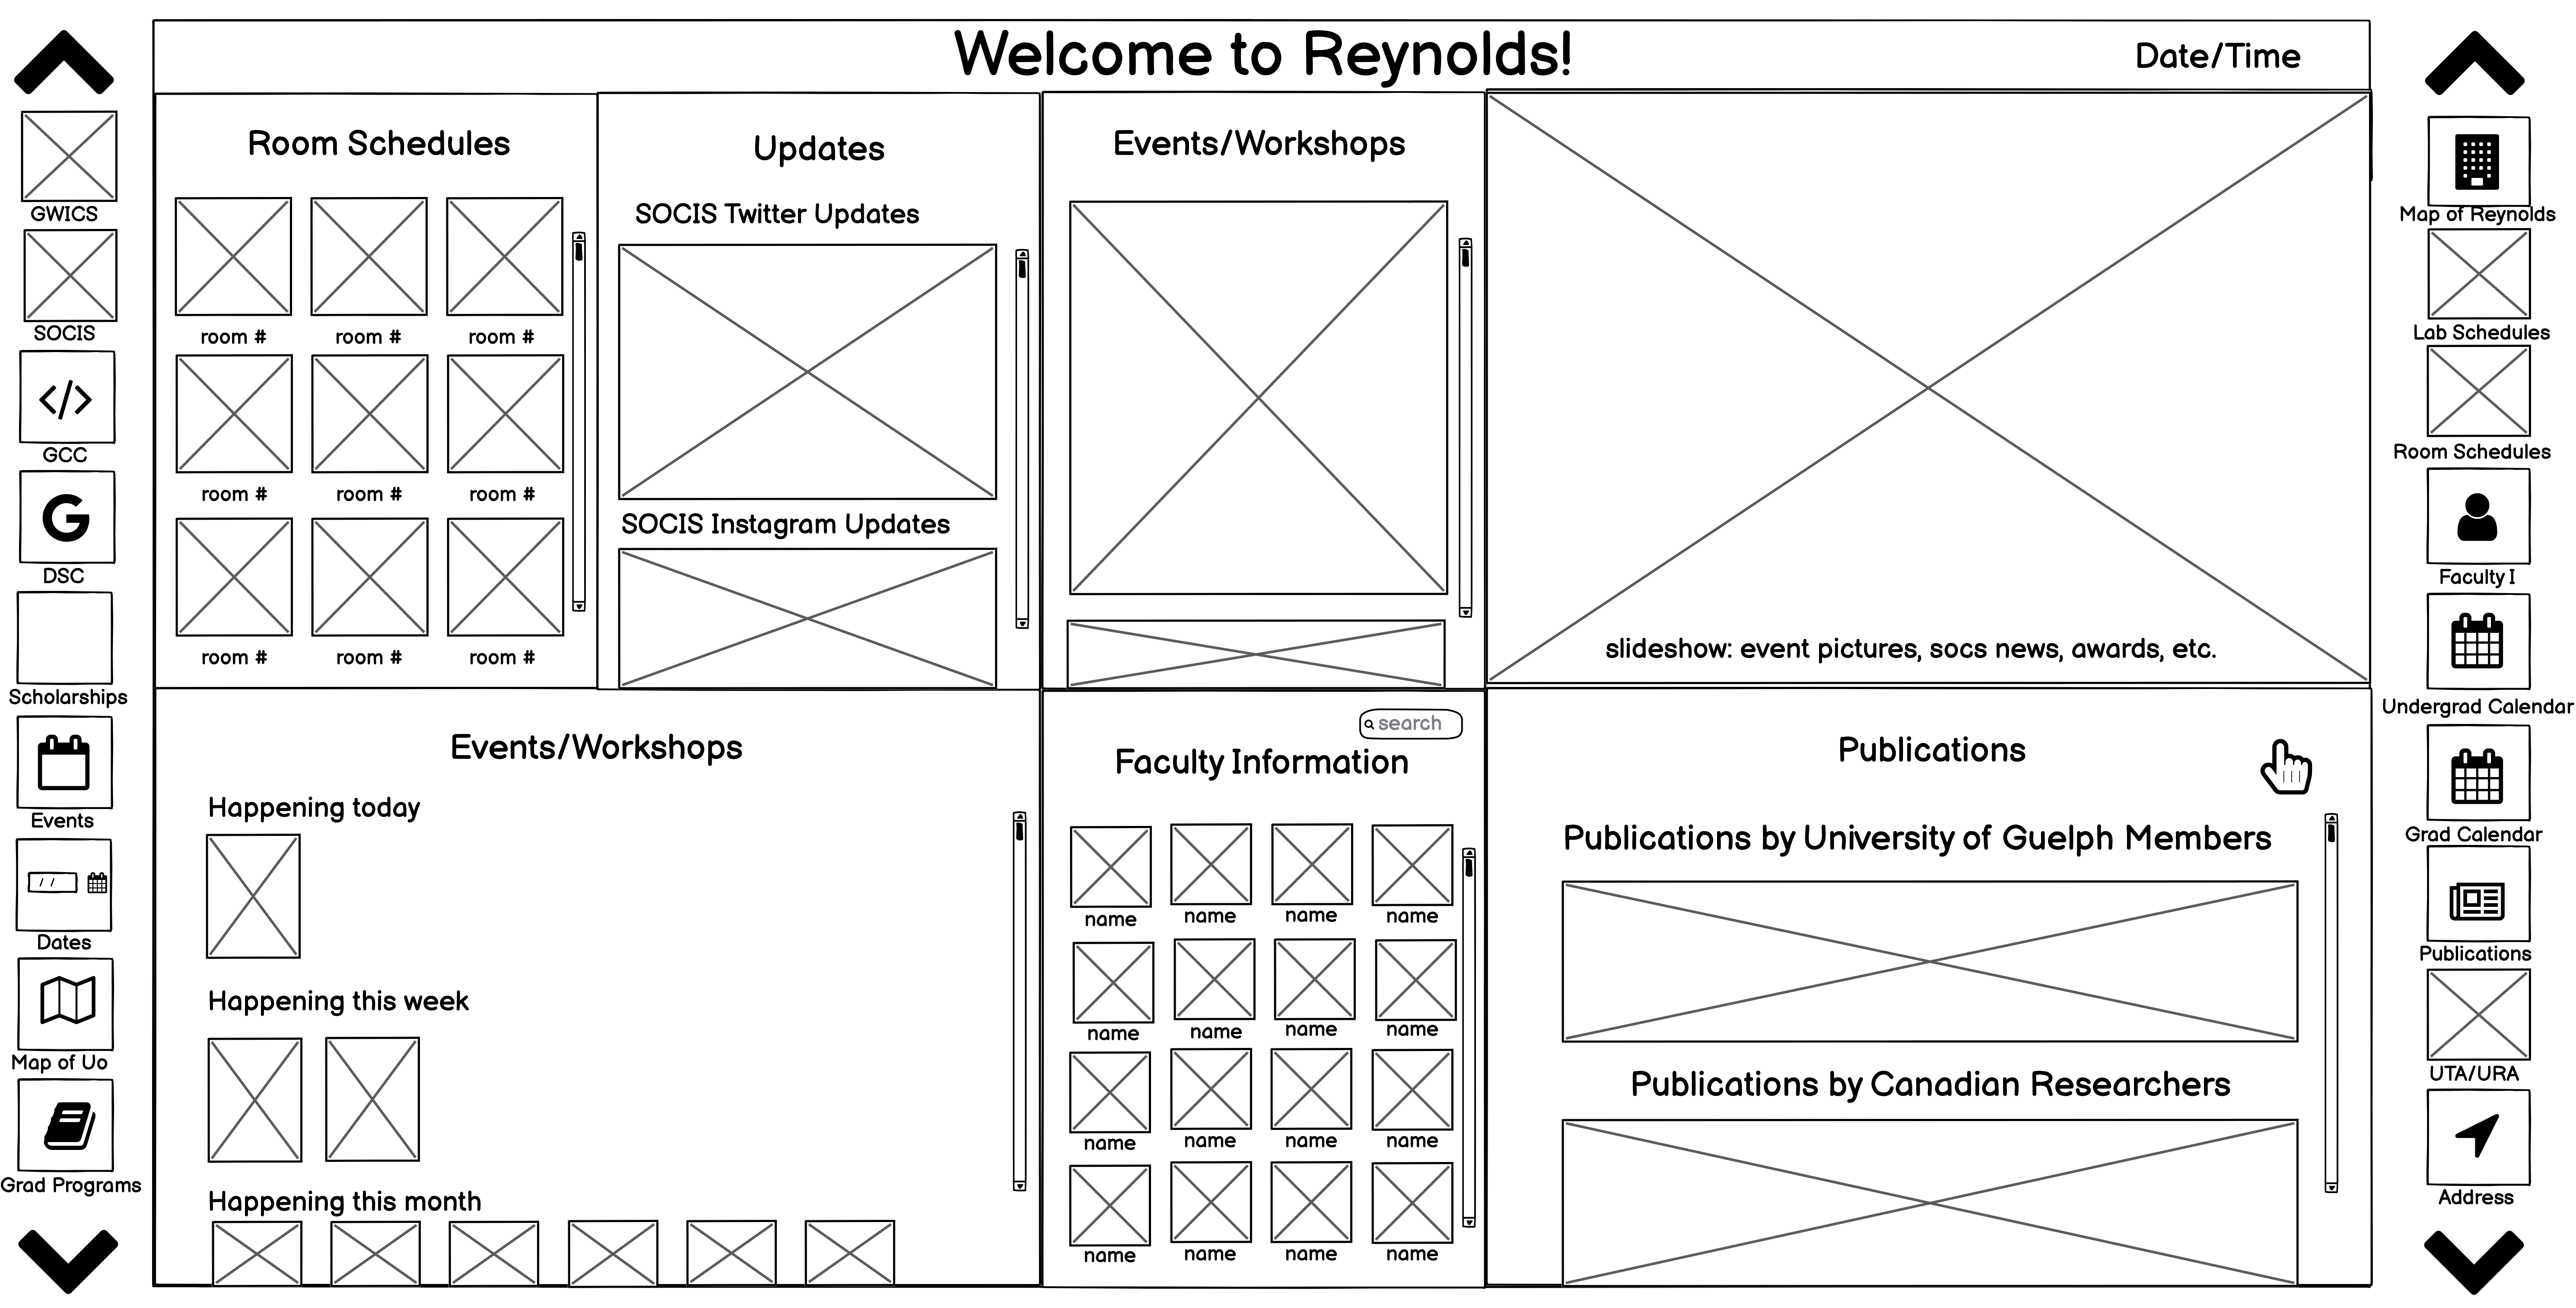 Welcome to Reynolds!
Date/Time
GWICS
SOCIS
</>
GCC
G
DSC
Scholarships
Events
/ /
Dates
Map of Uo
Grad Programs
Room Schedules
room # room # room #
room # room # room #
room # room # room #
Updates
SOCIS Twitter Updates
SOCIS Instagram Updates
Events/Workshops
slideshow: event pictures, socs news, awards, etc.
Events/Workshops
Happening today
Happening this week
Happening this month
search
Faculty Information
name name name name
name name name name
name name name name
name name name name
Publications
Publications by University of Guelph Members
Publications by Canadian Researchers
Map of Reynolds
Lab Schedules
Room Schedules
Faculty I
Undergrad Calendar
Grad Calendar
Publications
UTA/URA
Address